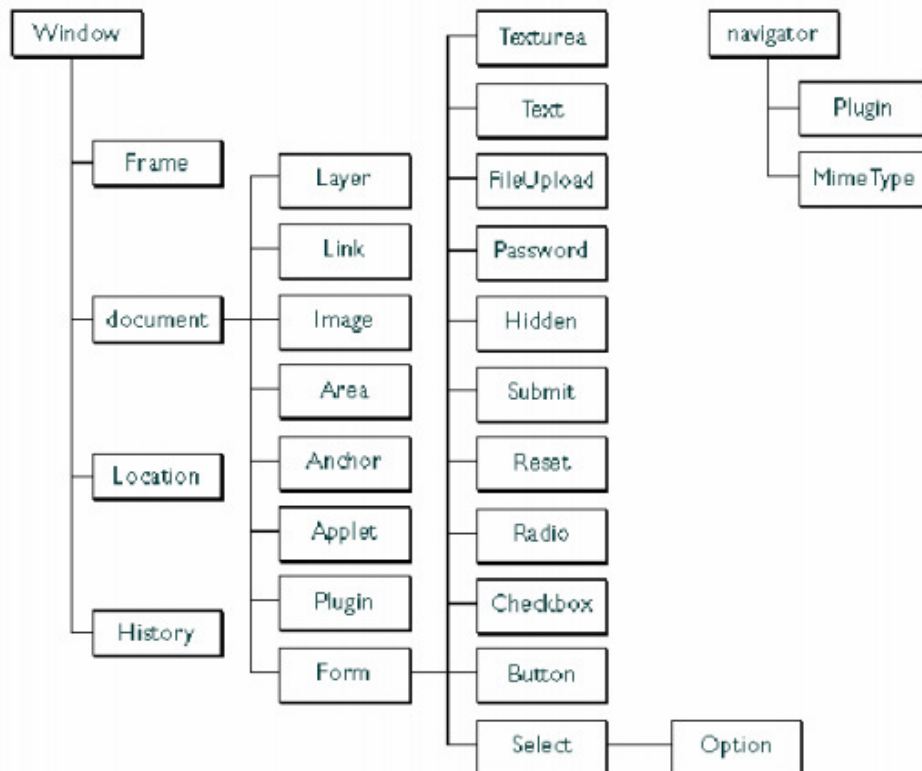 Window
Frame
document
Location
History
Layer
Link
Image
Area
Anchor
Applet
Plugin
Form
Texturea
Text
FileUpload
Password
Hidden
Submit
Reset
Radio
Checkbox
Button
Select
Option
navigator
Plugin
MimeType